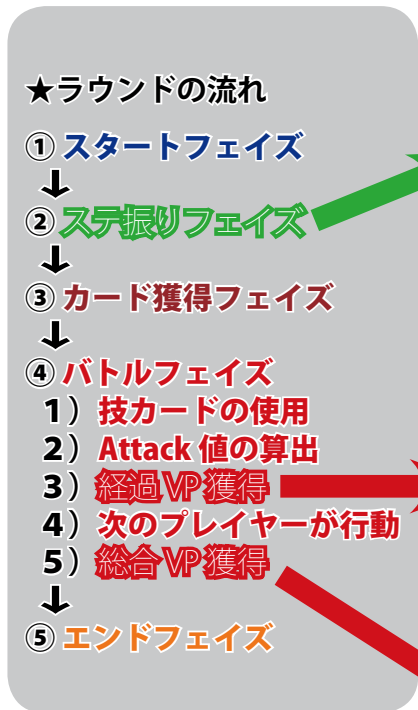 ★ラウンドの流れ
① スタートフェイズ
↓
② ステ振りフェイズ
↓
③ カード獲得フェイズ
↓
④ バトルフェイズ
1） 技カードの使用
2） Attack 値の算出
3） 経過 VP 獲得
4） 次のプレイヤーが行動
5） 総合 VP 獲得
↓
⑤ エンドフェイズ